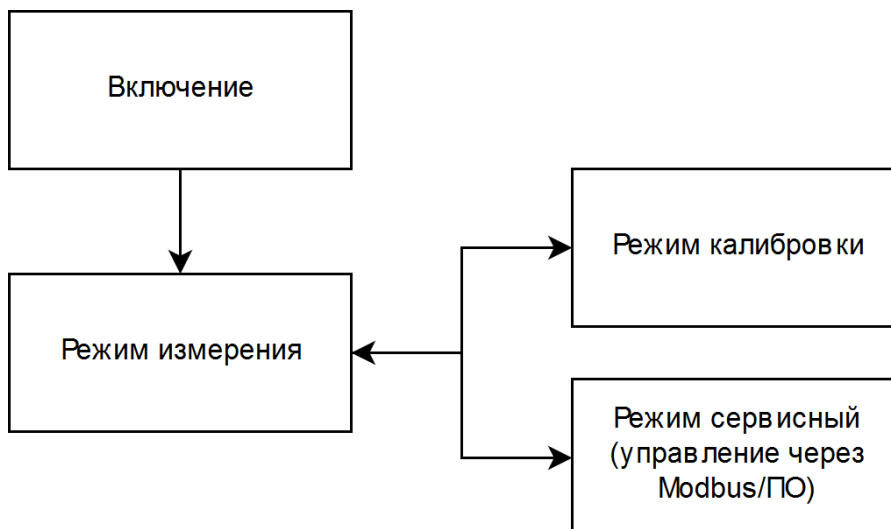 Включение
Режим калибровки
Режим измерения
Режим сервисный
(управление через
Modbus/ПО)